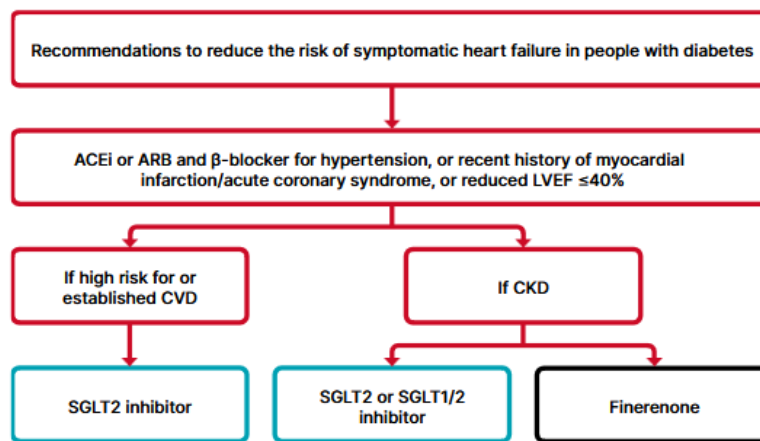 Recommendations to reduce the risk of symptomatic heart failure in people with diabetes
ACEi or ARB and β-blocker for hypertension, or recent history of myocardial
infarction/acute coronary syndrome, or reduced LVEF ≤40%
If high risk for or
established CVD
If CKD
SGLT2 inhibitor
SGLT2 or SGLT1/2
inhibitor
Finerenone